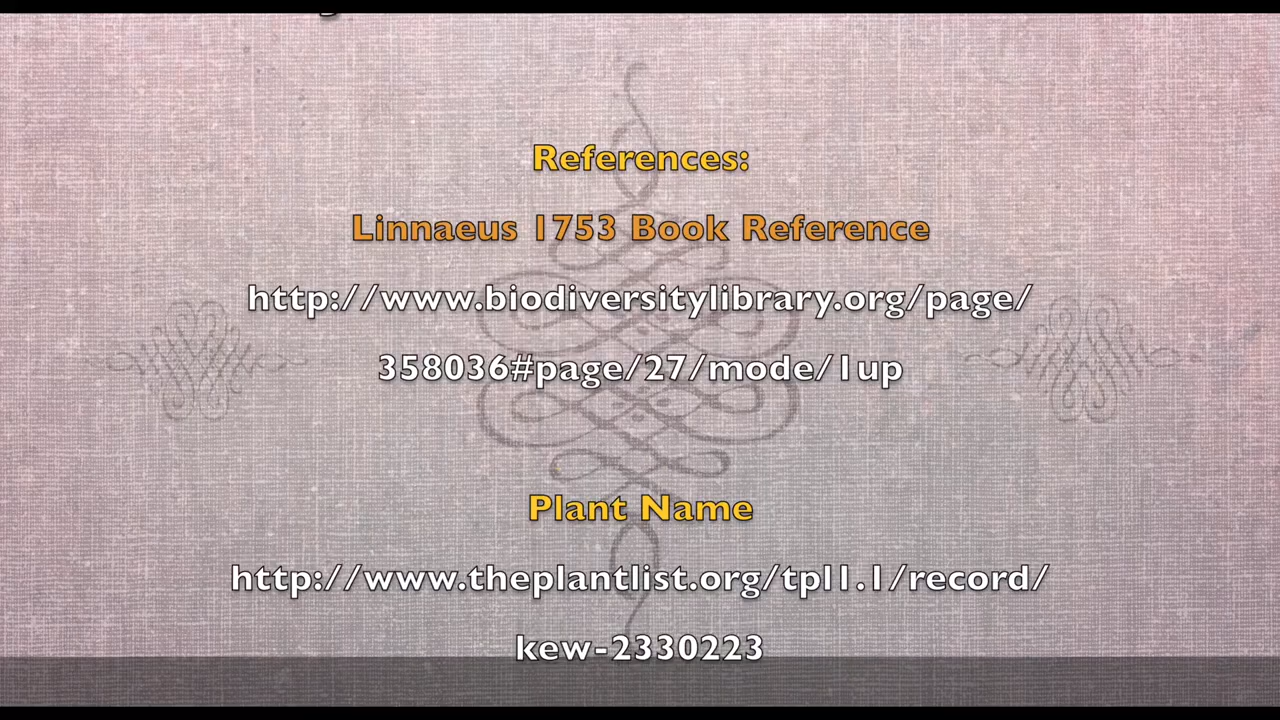 References:
Linnaeus 1753 Book Reference
http://www.biodiversitylibrary.org/page/
358036#page/27/mode/1up
Plant Name
http://www.theplantlist.org/tpl1.1/record/
kew-2330223